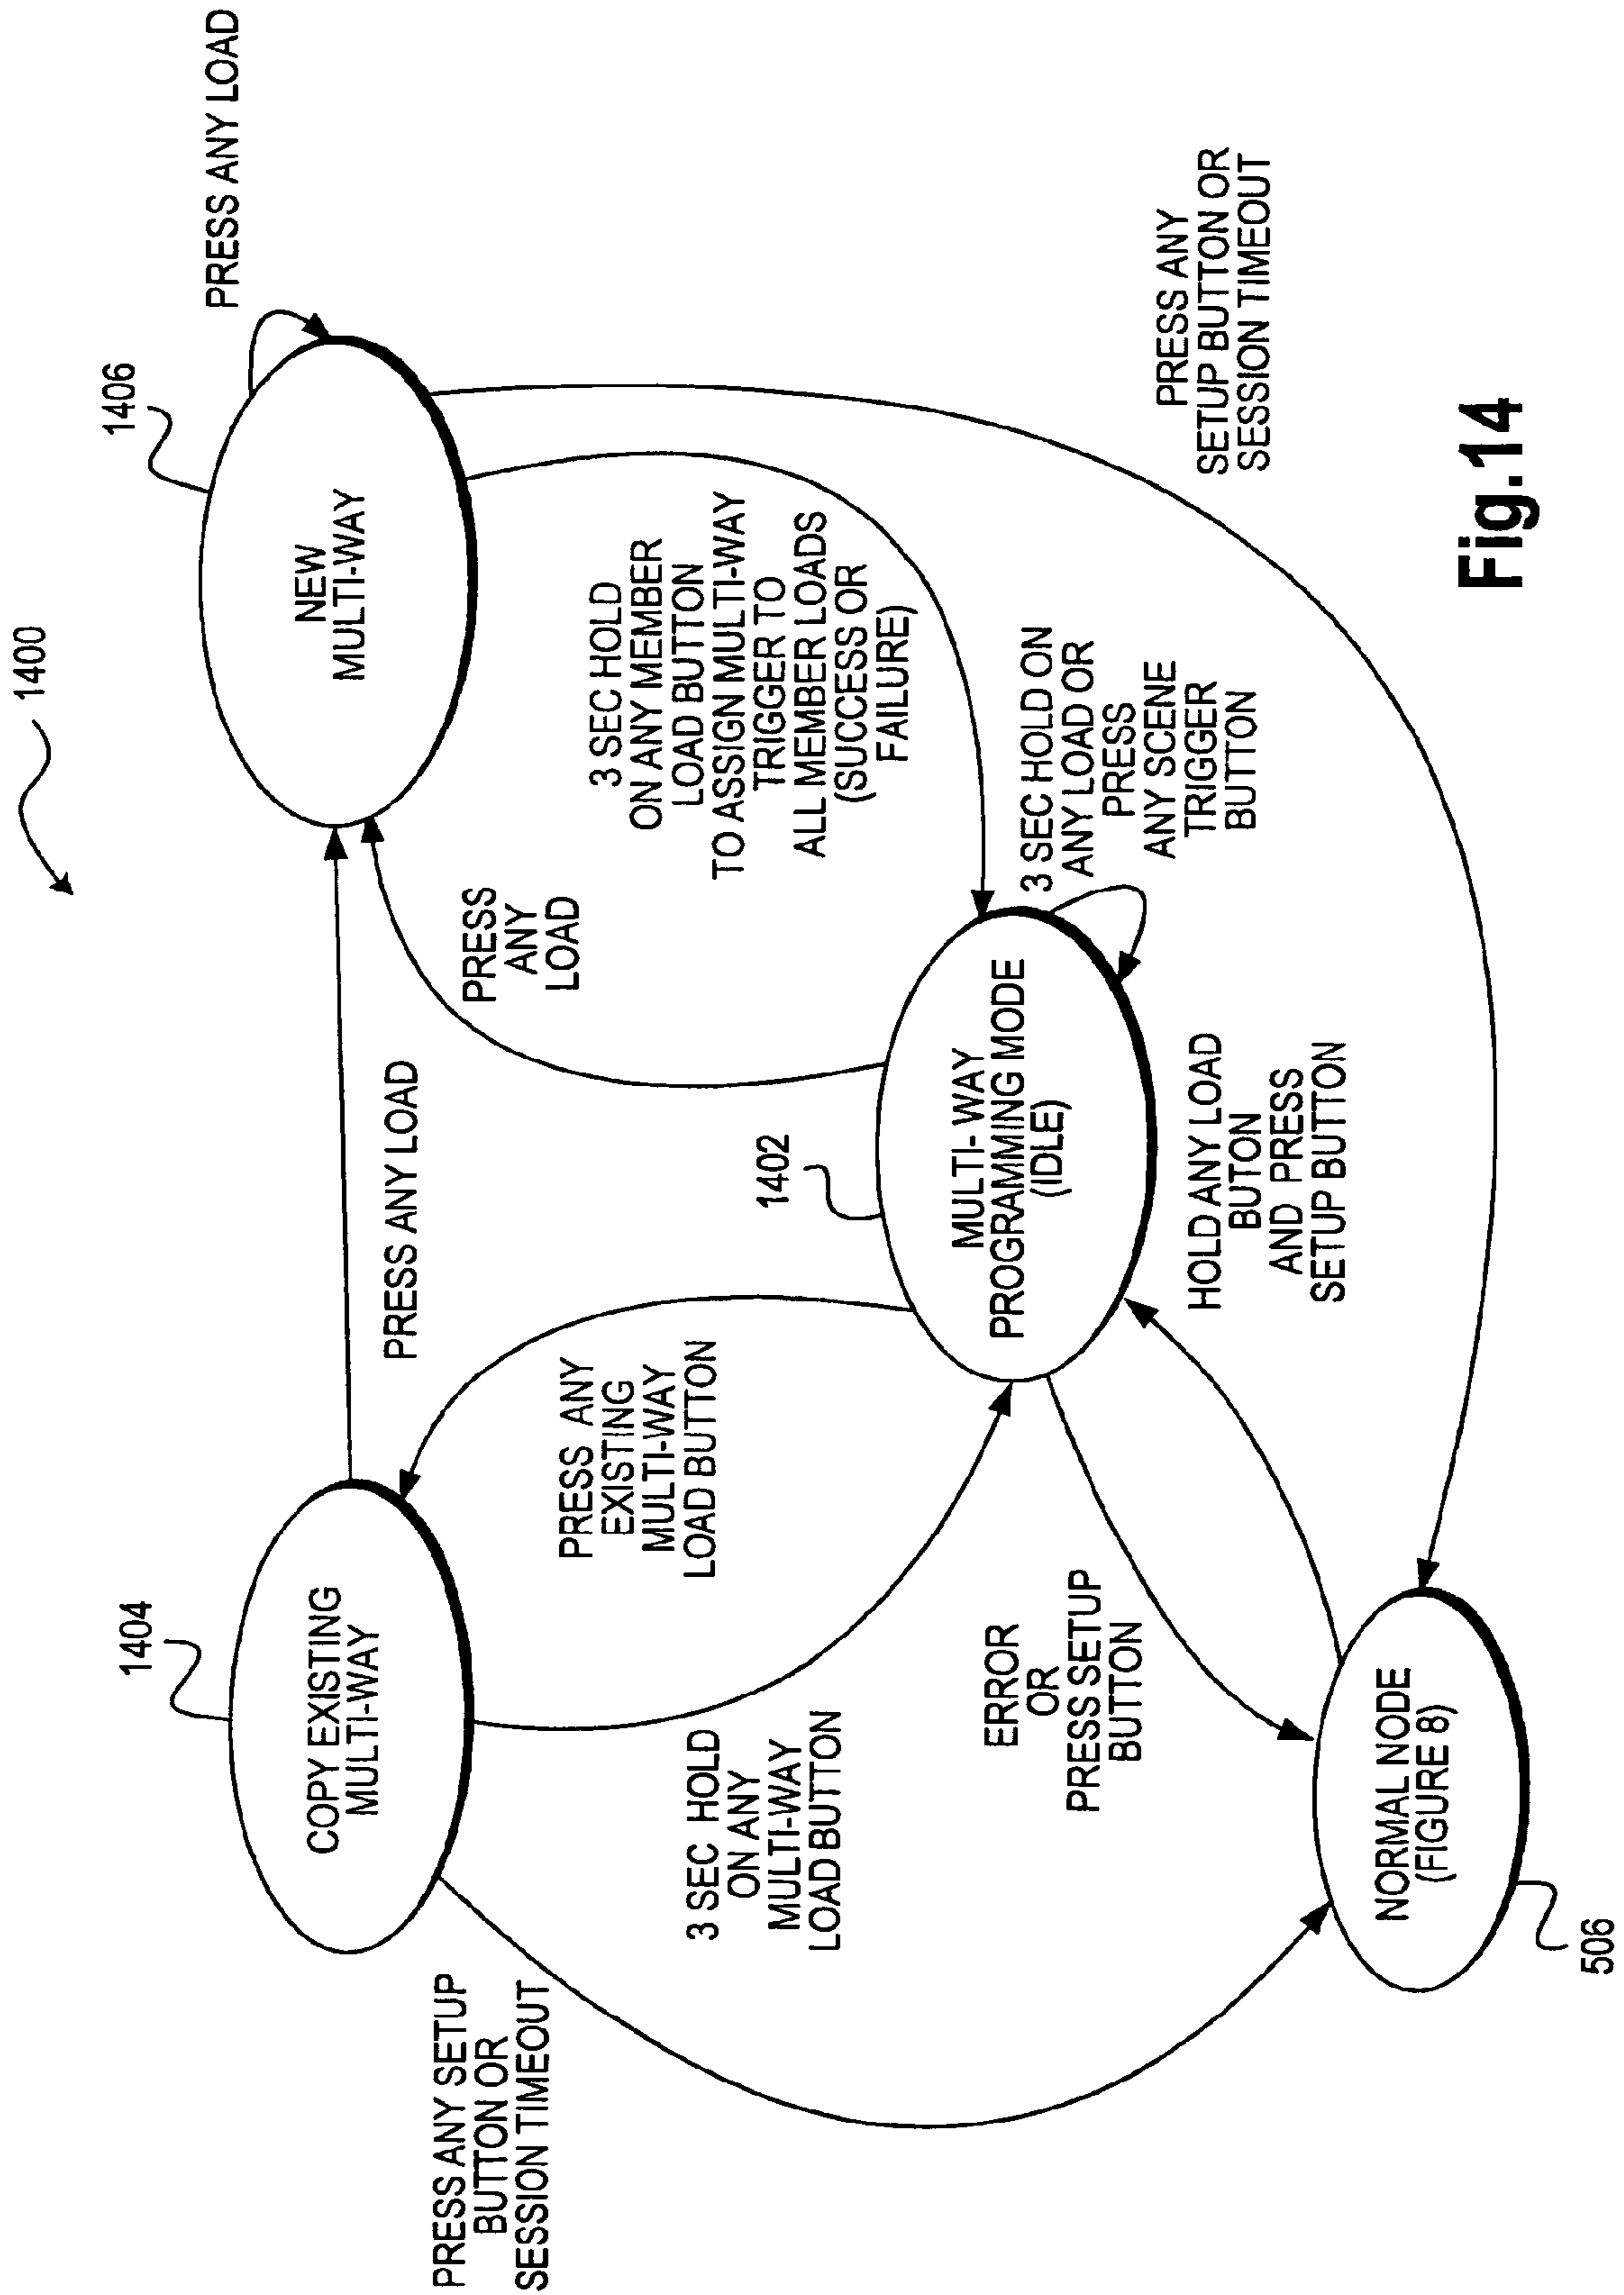 1400
1404
COPY EXISTING
MULTI-WAY
1406
NEW
MULTI-WAY
PRESS ANY LOAD
PRESS ANY LOAD
PRESS ANY SETUP
BUTTON OR
SESSION TIMEOUT
3 SEC HOLD
ON ANY
MULTI-WAY
LOAD BUTTON
PRESS ANY
EXISTING
MULTI-WAY
LOAD BUTTON
PRESS
ANY
LOAD
3 SEC HOLD
ON ANY MEMBER
LOAD BUTTON
TO ASSIGN MULTI-WAY
TRIGGER TO
ALL MEMBER LOADS
(SUCCESS OR
FAILURE)
1402
MULTI- WAY
PROGRAMMING MODE
(IDLE)
3 SEC HOLD ON
ANY LOAD OR
PRESS
ANY SCENE
TRIGGER
BUTTON
ERROR
OR
PRESS SETUP
BUTTON
HOLD ANY LOAD
BUTON
AND PRESS
SETUP BUTTON
PRESS ANY
SETUP BUTTON OR
SESSION TIMEOUT
NORMAL NODE
(FIGURE 8)
506
Fig.14